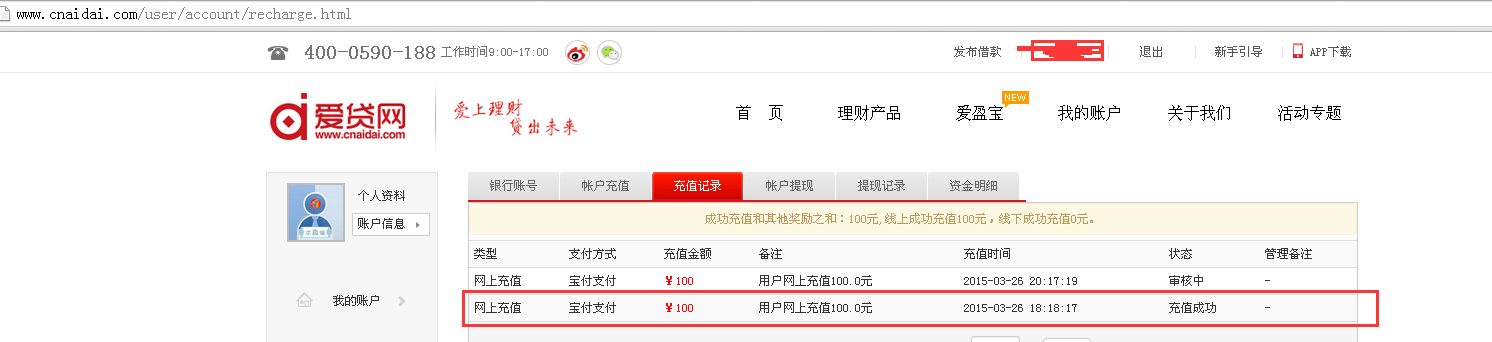 www.cnaidai.com/user/account/recharge.html
400-0590-188 工作时间9:00-17:00 发布借款 退出 新手引导 APP下载
爱贷网
www.cnaidai.com
爱上理财
贷出未来
首 页 理财产品 爱盈宝 NEW 我的账户 关于我们 活动专题
个人资料
账户信息
我的账户
银行账号 帐户充值 充值记录 帐户提现 提现记录 资金明细
成功充值和其他奖励之和：100元,线上成功充值100元，线下成功充值0元。
类型 支付方式 充值金额 备注 充值时间 状态 管理备注
网上充值 宝付支付 ¥100 用户网上充值100.0元 2015-03-26 20:17:19 审核中 -
网上充值 宝付支付 ¥100 用户网上充值100.0元 2015-03-26 18:18:17 充值成功 -